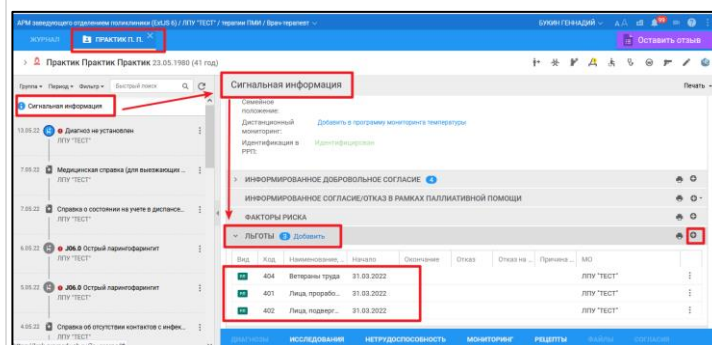 АРМ заведующего отделением поликлиники (ExtJS 6) / ЛПУ "ТЕСТ" / терапии ПМИ / Врач-терапевт
БУКИН ГЕННАДИЙ
ЖУРНАЛ
ПРАКТИК П. П.
Оставить отзыв
Практик Практик Практик 23.05.1980 (41 год)
Группа Период Фильтр Быстрый поиск
Сигнальная информация
13.05.22 Диагноз не установлен
ЛПУ "ТЕСТ"
7.05.22 Медицинская справка (для выезжающих ...
ЛПУ "ТЕСТ"
7.05.22 Справка о состоянии на учете в диспансе...
ЛПУ "ТЕСТ"
6.05.22 J06.0 Острый ларингофарингит
ЛПУ "ТЕСТ"
5.05.22 J06.0 Острый ларингофарингит
ЛПУ "ТЕСТ"
4.05.22 Справка об отсутствии контактов с инфек...
ЛПУ "ТЕСТ"
Сигнальная информация
Печать
Семейное положение:
Дистанционный мониторинг: Добавить в программу мониторинга температуры
Идентификация в РРП: Идентифицирован
ИНФОРМИРОВАННОЕ ДОБРОВОЛЬНОЕ СОГЛАСИЕ 4
ИНФОРМИРОВАННОЕ СОГЛАСИЕ/ОТКАЗ В РАМКАХ ПАЛЛИАТИВНОЙ ПОМОЩИ
ФАКТОРЫ РИСКА
ЛЬГОТЫ 3 Добавить
Вид Код Наименование, ... Начало Окончание Отказ Отказ на ... Причина ... МО
404 Ветераны труда 31.03.2022 ЛПУ "ТЕСТ"
401 Лица, прорабо... 31.03.2022 ЛПУ "ТЕСТ"
402 Лица, подверг... 31.03.2022 ЛПУ "ТЕСТ"
ДИАГНОЗЫ ИССЛЕДОВАНИЯ НЕТРУДОСПОСОБНОСТЬ МОНИТОРИНГ РЕЦЕПТЫ ФАЙЛЫ СОГЛАСИЯ